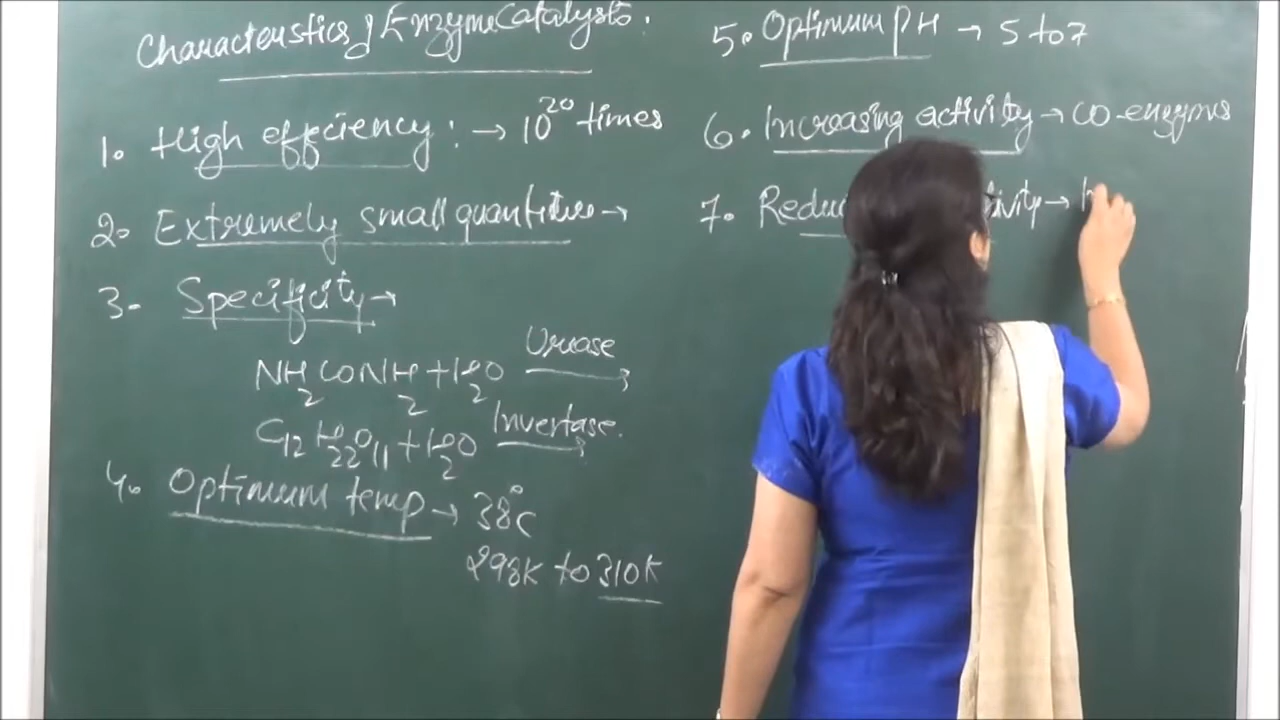 Characteristics of Enzyme Catalysts.
1. High efficiency: → 10²⁰ times
2. Extremely small quantities →
3- Specificity →
NH₂CONH₂ + H₂O Urease →
C₁₂H₂₂O₁₁ + H₂O Invertase. →
4. Optimum temp → 38°C
298K to 310K
5. Optimum PH → 5 to 7
6. Increasing activity → CO-enzymes
7.